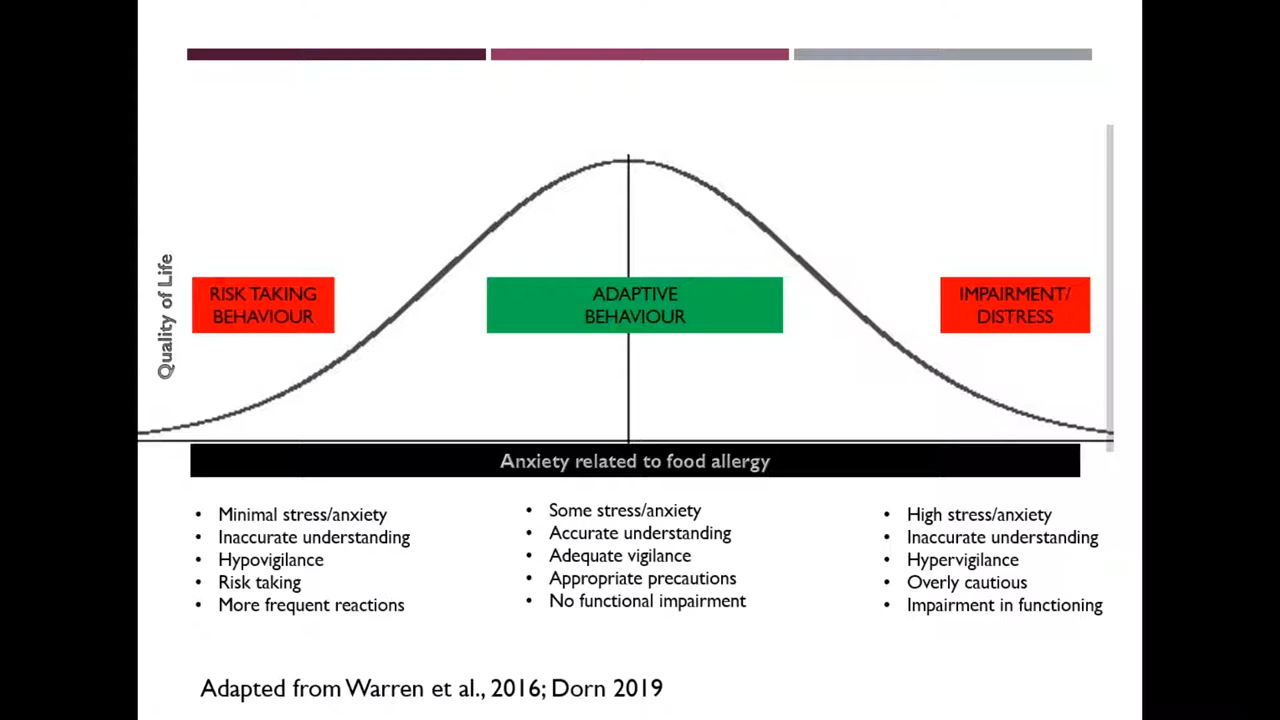 Quality of Life
RISK TAKING
BEHAVIOUR
ADAPTIVE
BEHAVIOUR
IMPAIRMENT/
DISTRESS
Anxiety related to food allergy
• Minimal stress/anxiety
• Inaccurate understanding
• Hypovigilance
• Risk taking
• More frequent reactions
• Some stress/anxiety
• Accurate understanding
• Adequate vigilance
• Appropriate precautions
• No functional impairment
• High stress/anxiety
• Inaccurate understanding
• Hypervigilance
• Overly cautious
• Impairment in functioning
Adapted from Warren et al., 2016; Dorn 2019